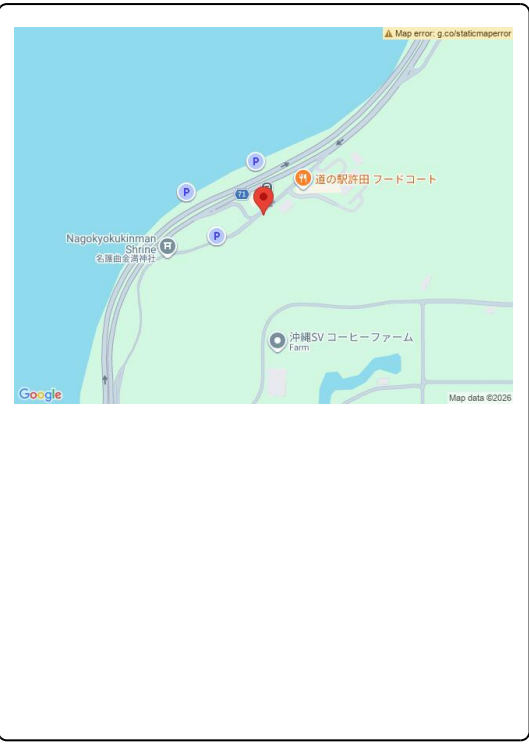 Map error: g.co/staticmaperror
P
P
71
道の駅許田 フードコート
P
Nagokyokukinman
Shrine
名護曲金満神社
沖縄SV コーヒーファーム
Farm
Google
Map data ©2026